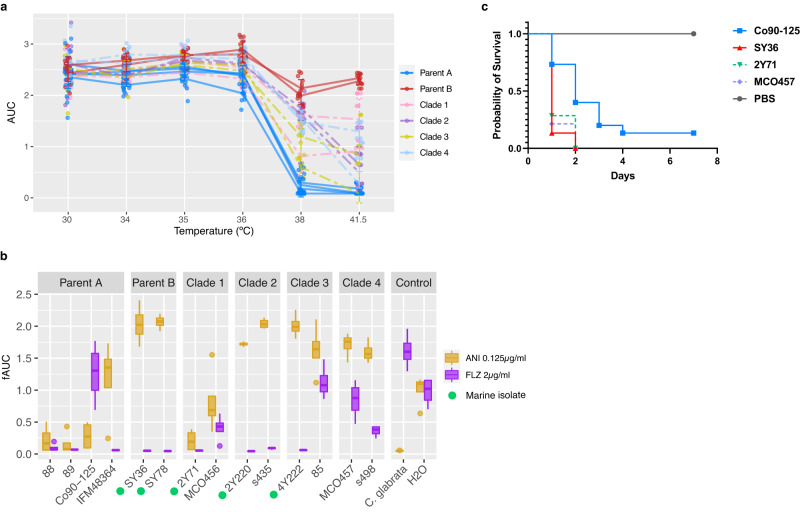 a
AUC
3
2
1
0
30
34
35
36
38
41.5
Temperature (ºC)
Parent A
Parent B
Clade 1
Clade 2
Clade 3
Clade 4
c
Probability of Survival
1.0
0.5
0.0
0
2
4
6
8
Days
Co90-125
SY36
2Y71
MCO457
PBS
b
Parent A
Parent B
Clade 1
Clade 2
Clade 3
Clade 4
Control
fAUC
2.5
2.0
1.5
1.0
0.5
0.0
88
89
Co90−125
IFM48364
SY36
SY78
2Y71
MCO456
2Y220
s435
4Y222
85
MCO457
s498
C. glabrata
H2O
ANI 0.125µg/ml
FLZ 2µg/ml
Marine isolate